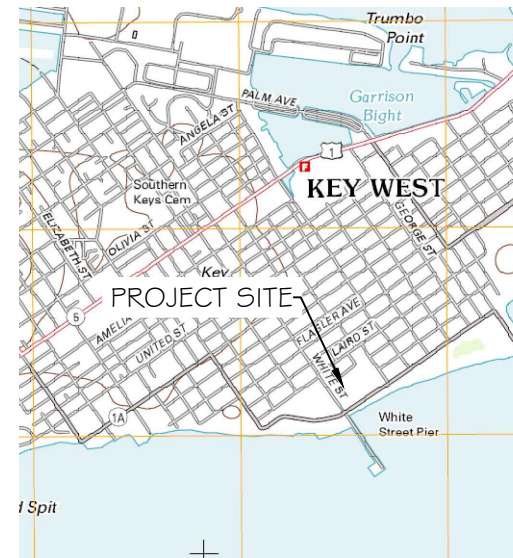 Trumbo
Point
PALM AVE
Garrison
Bight
ANGELA ST
1
F
KEY WEST
Southern
Keys Cem
GEORGE ST
ELIZABETH ST
OLIVIA ST
Key
PROJECT SITE
5
AMELIA
UNITED ST
FLAGLER AVE
LAIRD ST
WHITE ST
1A
White
Street Pier
d Spit